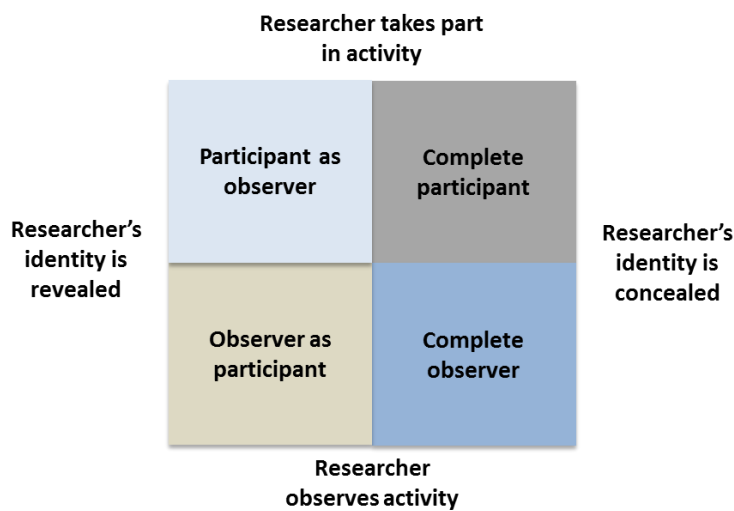 Researcher takes part
in activity
Participant as
observer
Complete
participant
Researcher’s
identity is
revealed
Researcher’s
identity is
concealed
Observer as
participant
Complete
observer
Researcher
observes activity